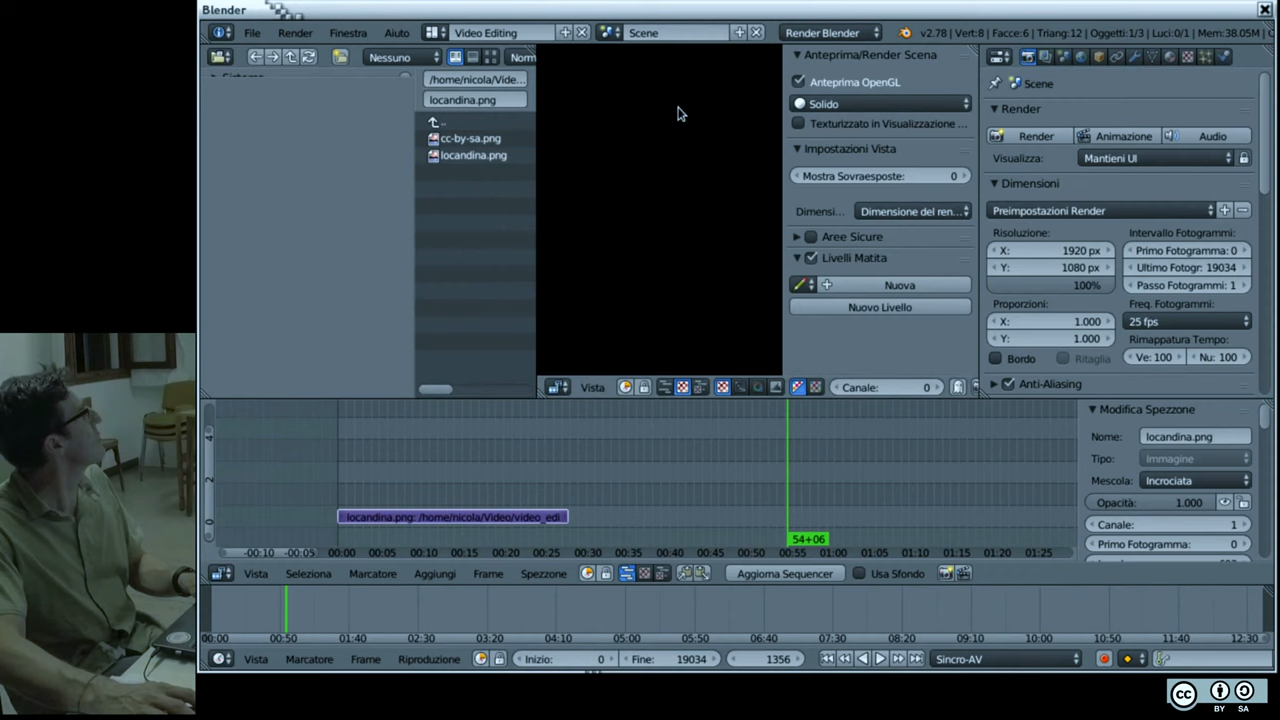 Blender
File Render Finestra Aiuto Video Editing Scene Render Blender v2.78 | Vert:8 | Facce:6 | Triang:12 | Oggetti:1/3 | Luci:0/1 | Mem:38.05M
Nessuno Norm
/home/nicola/Vide...
locandina.png
..
cc-by-sa.png
locandina.png
Anteprima/Render Scena
Anteprima OpenGL
Solido
Texturizzato in Visualizzazione ...
Impostazioni Vista
Mostra Sovraesposte: 0
Dimensi... Dimensione del ren...
Aree Sicure
Livelli Matita
Nuova
Nuovo Livello
Vista Canale: 0
Scene
Render
Render Animazione Audio
Visualizza: Mantieni UI
Dimensioni
Preimpostazioni Render
Risoluzione: Intervallo Fotogrammi:
X: 1920 px Primo Fotogramma: 0
Y: 1080 px Ultimo Fotogr: 19034
100% Passo Fotogrammi: 1
Proporzioni: Freq. Fotogrammi:
X: 1.000 25 fps
Y: 1.000 Rimappatura Tempo:
Bordo Ritaglia Ve: 100 Nu: 100
Anti-Aliasing
4
2
0
locandina.png: /home/nicola/Video/video_edi
54+06
-00:10 -00:05 00:00 00:05 00:10 00:15 00:20 00:25 00:30 00:35 00:40 00:45 00:50 00:55 01:00 01:05 01:10 01:15 01:20 01:25
Modifica Spezzone
Nome: locandina.png
Tipo: Immagine
Mescola: Incrociata
Opacità: 1.000
Canale: 1
Primo Fotogramma: 0
Vista Seleziona Marcatore Aggiungi Frame Spezzone Aggiorna Sequencer Usa Sfondo
00:00 00:50 01:40 02:30 03:20 04:10 05:00 05:50 06:40 07:30 08:20 09:10 10:00 10:50 11:40 12:30
Vista Marcatore Frame Riproduzione Inizio: 0 Fine: 19034 1356 Sincro-AV
cc BY SA